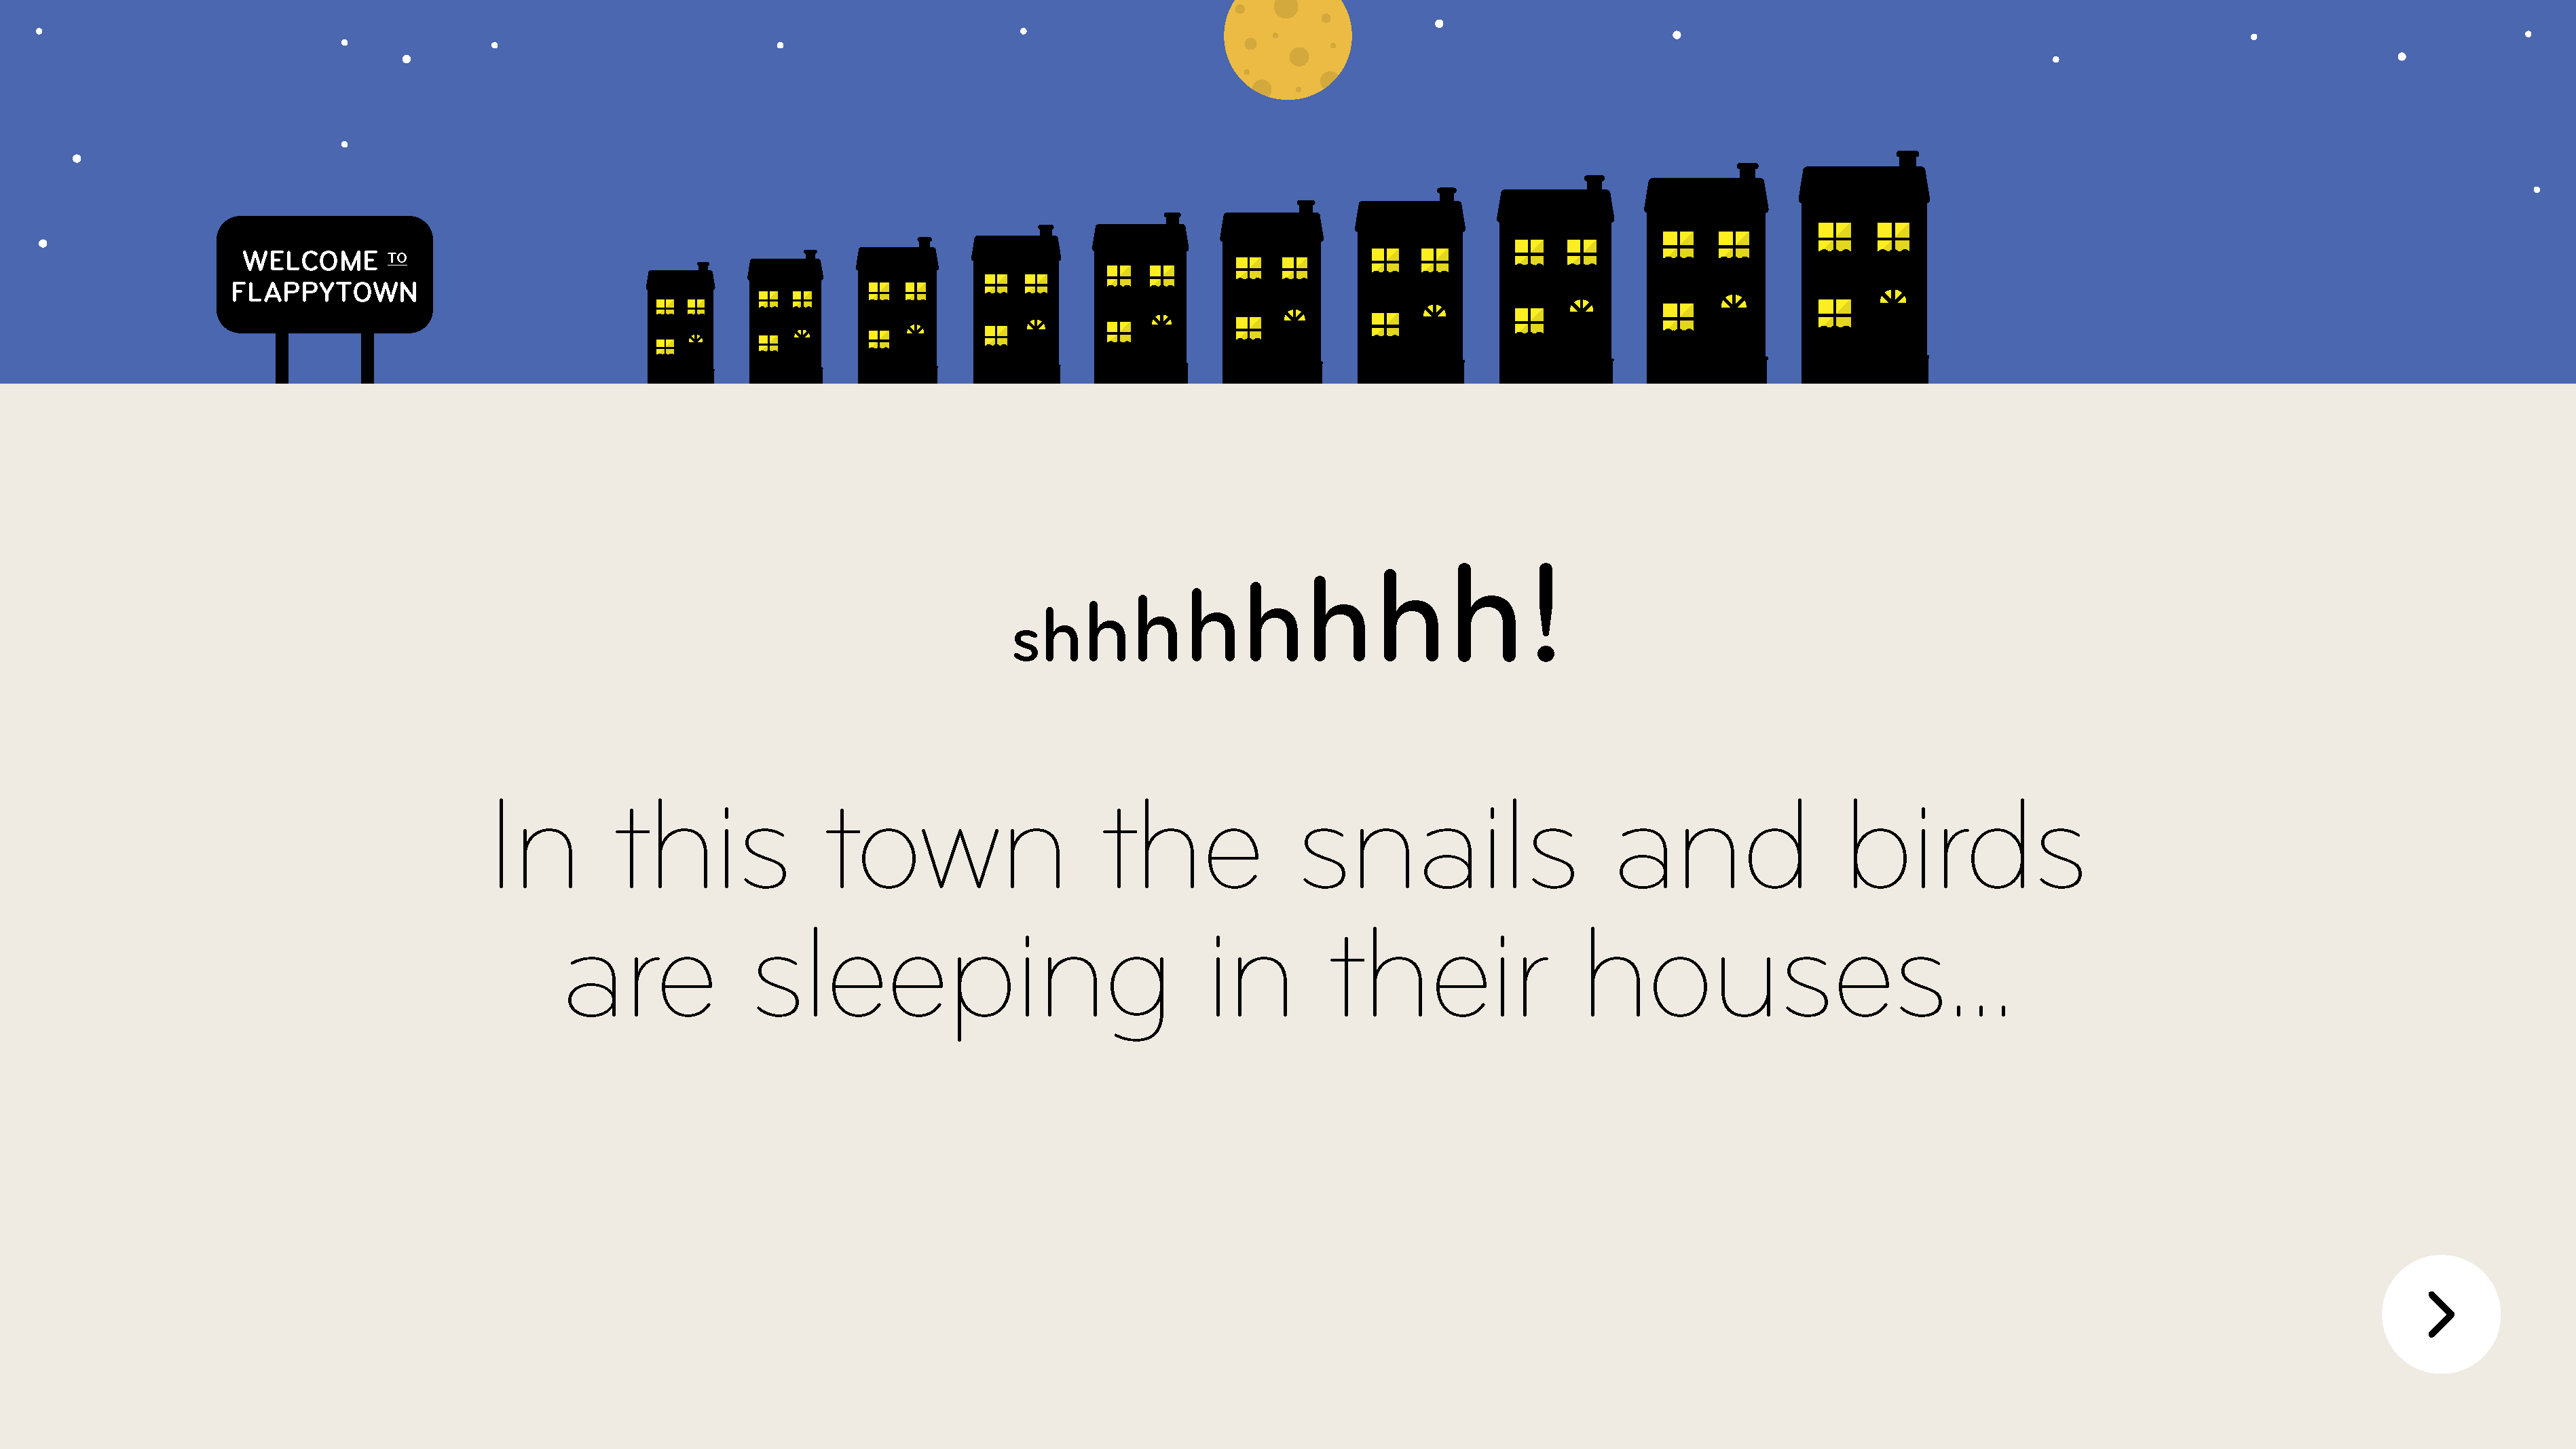 WELCOME TO
FLAPPYTOWN
shhhhhhhh!
In this town the snails and birds
are sleeping in their houses...